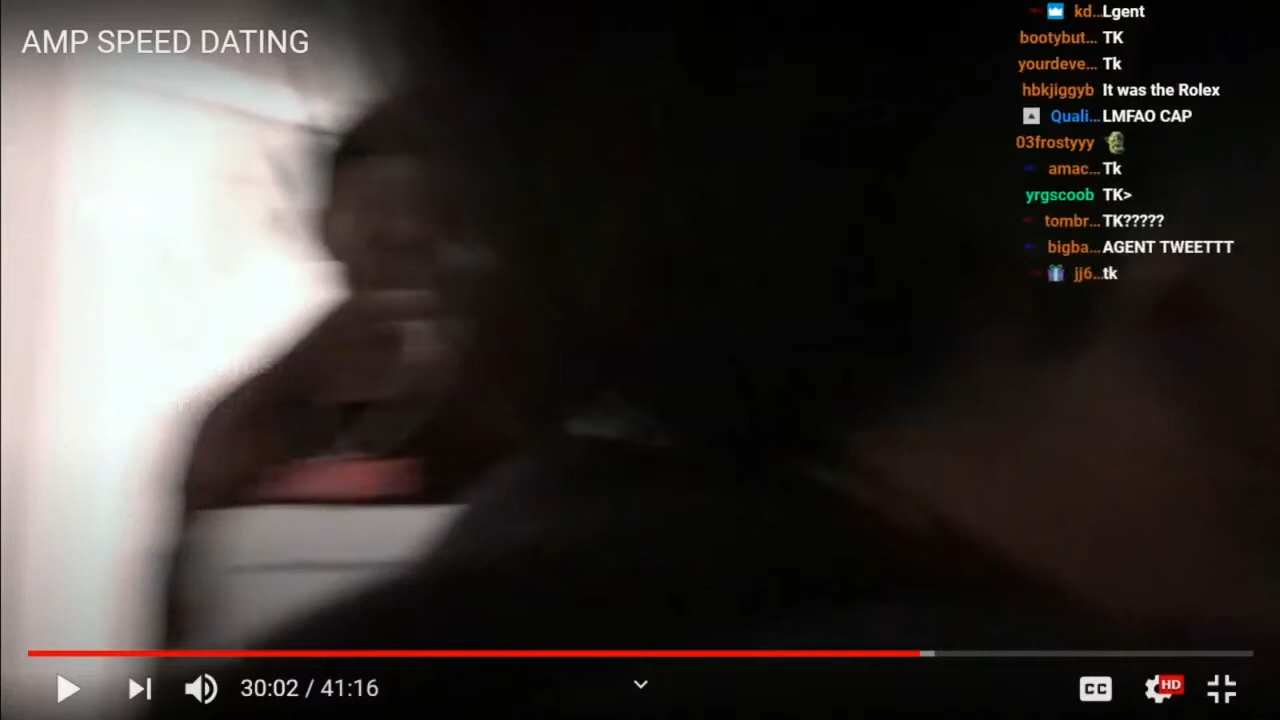 AMP SPEED DATING
kd... Lgent
bootybut... TK
yourdeve... Tk
hbkjiggyb It was the Rolex
Quali... LMFAO CAP
03frostyyy
amac... Tk
yrgscoob TK>
tombr... TK?????
bigba... AGENT TWEETTT
jj6... tk
30:02 / 41:16
CC
HD